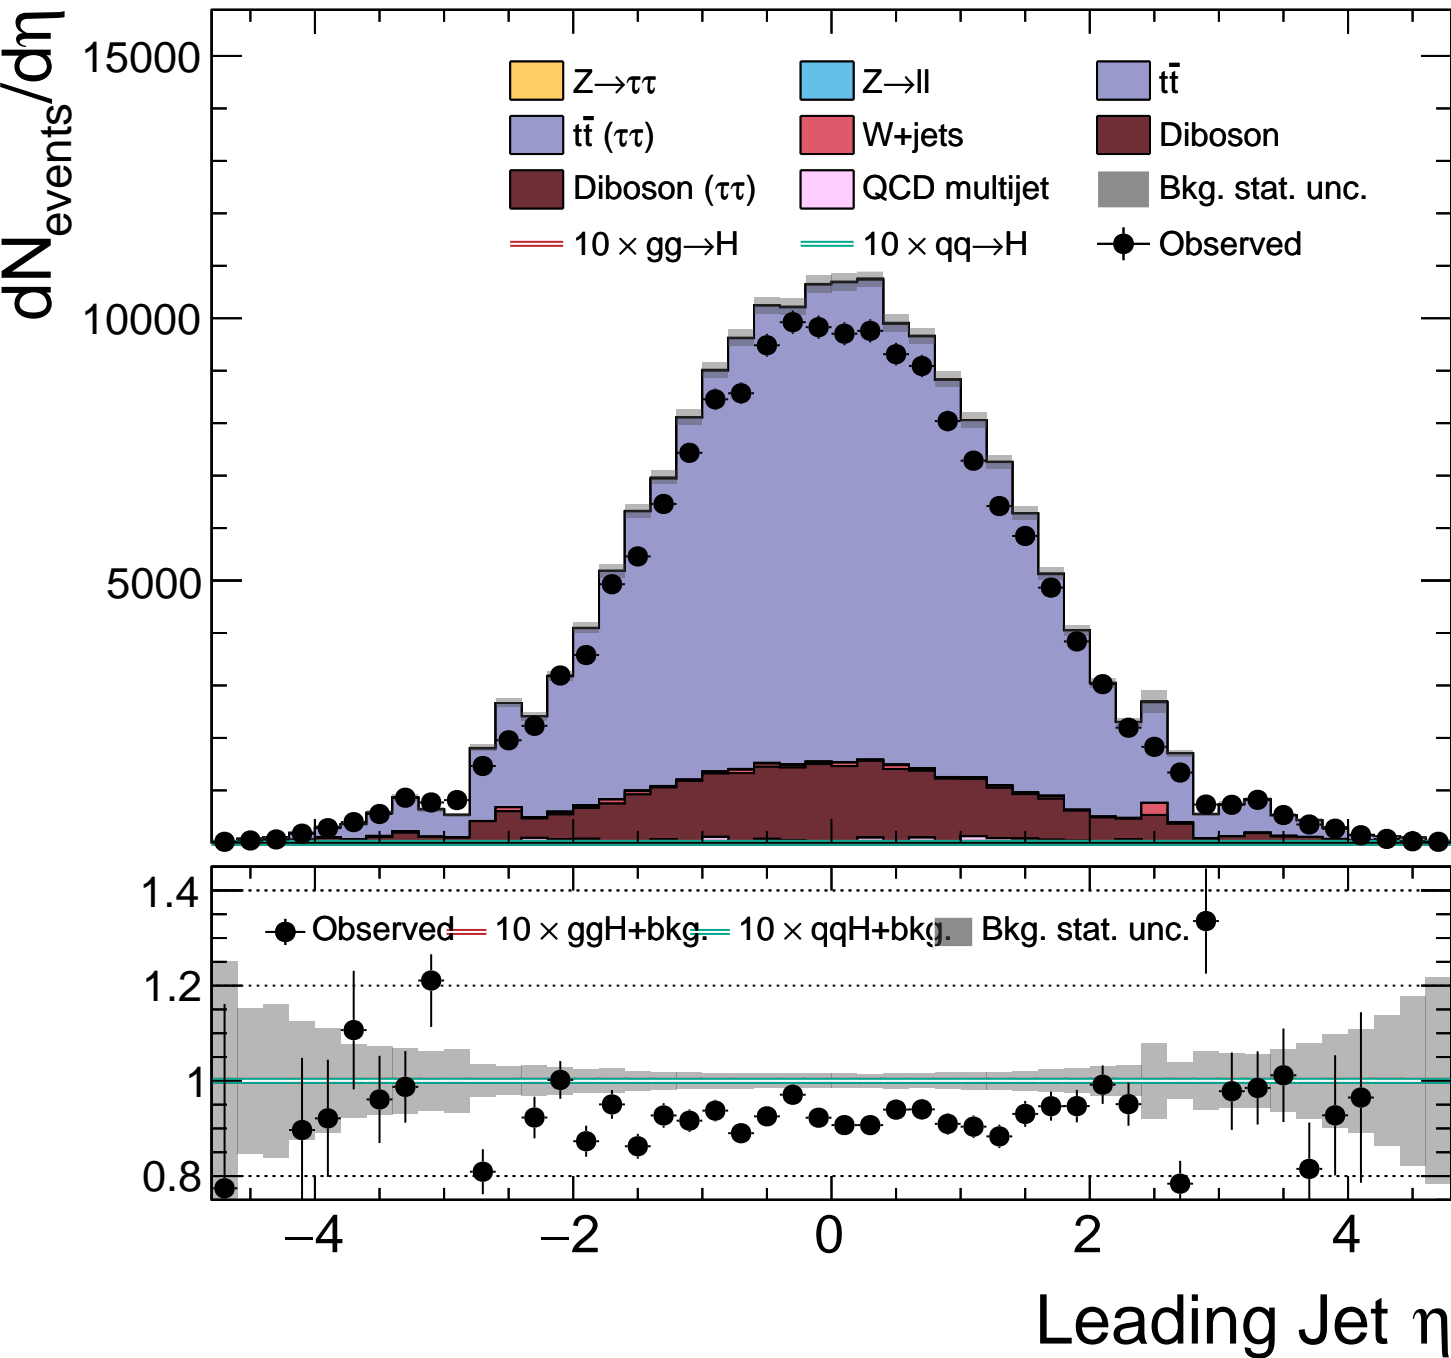 dN_events/dη
15000
10000
5000
Z→ττ Z→ll tt̄
tt̄ (ττ) W+jets Diboson
Diboson (ττ) QCD multijet Bkg. stat. unc.
10 × gg→H 10 × qq→H Observed
1.4
1.2
1
0.8
Observed 10 × ggH+bkg. 10 × qqH+bkg. Bkg. stat. unc.
−4 −2 0 2 4
Leading Jet η